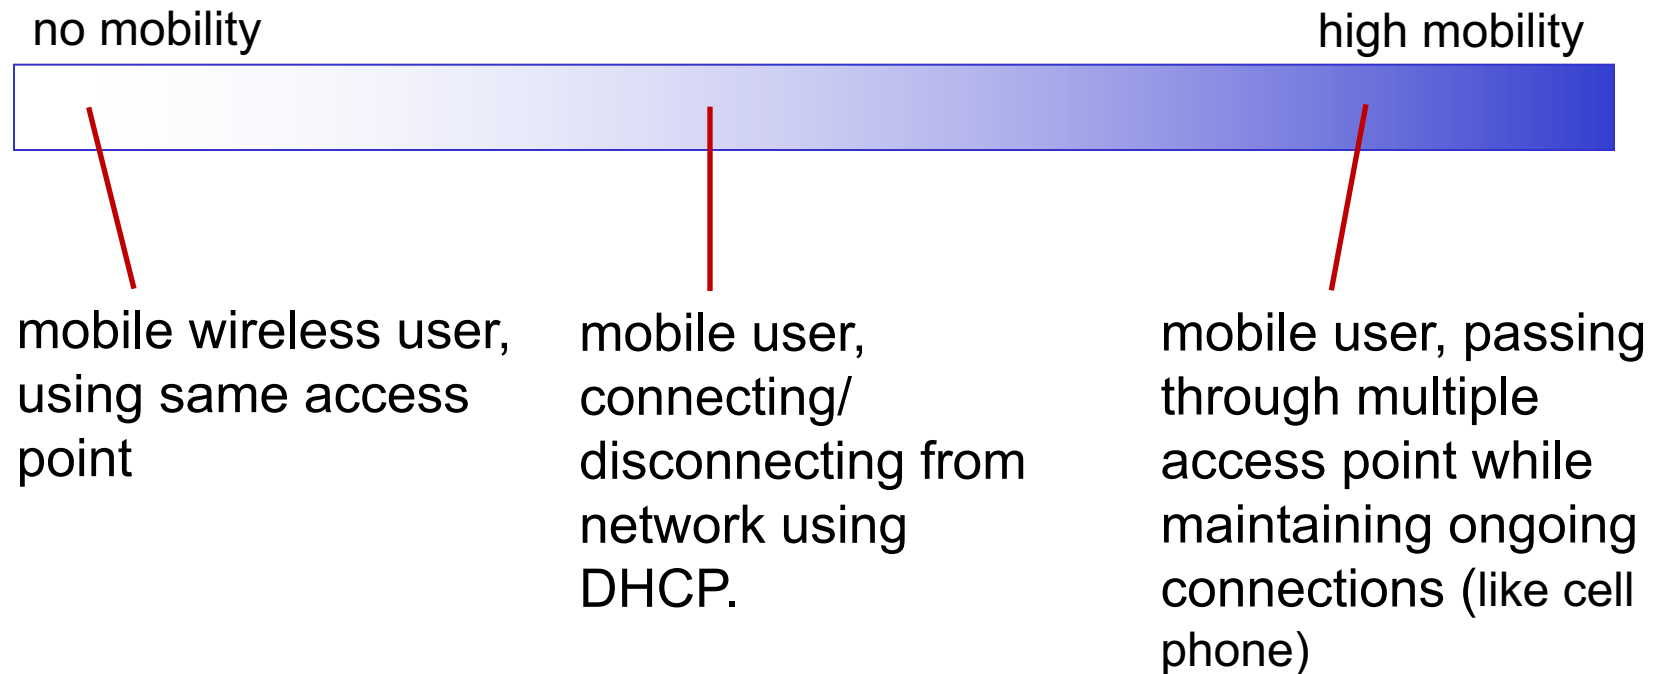 no mobility
high mobility
mobile wireless user,
using same access
point
mobile user,
connecting/
disconnecting from
network using
DHCP.
mobile user, passing
through multiple
access point while
maintaining ongoing
connections (like cell
phone)